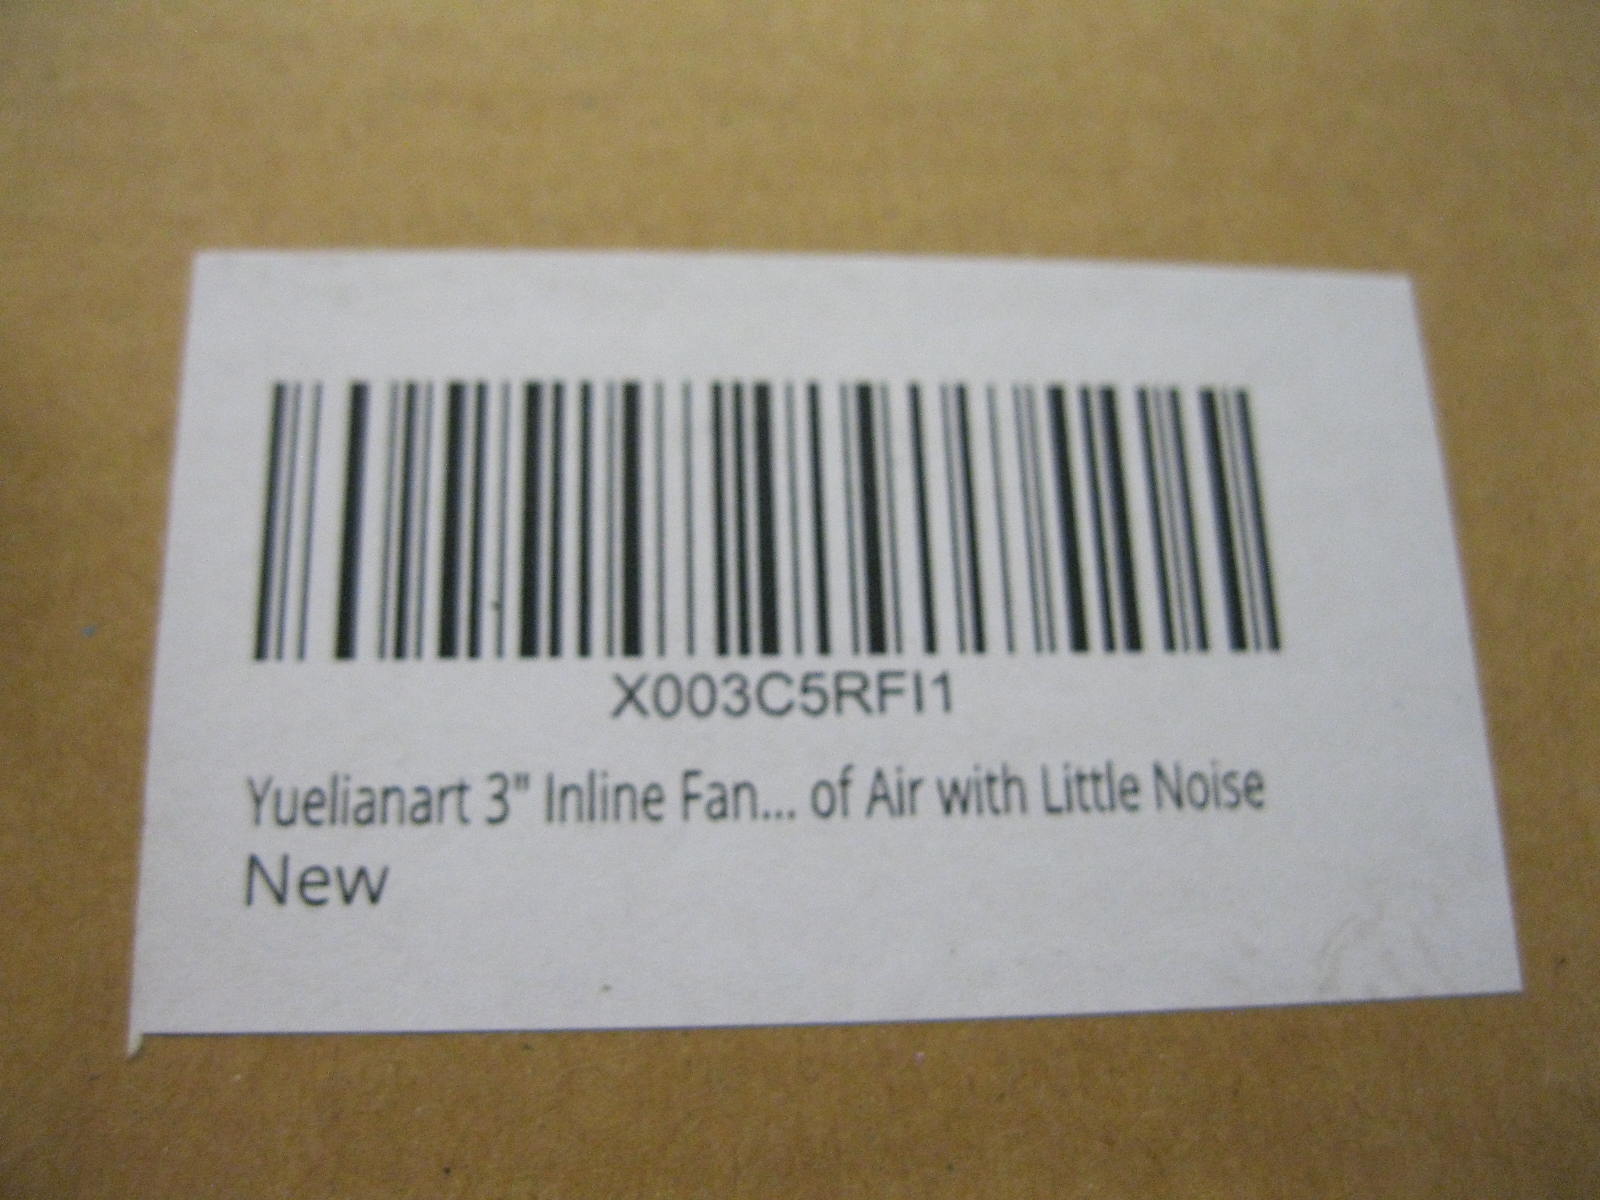 X003C5RFI1
Yuelianart 3" Inline Fan... of Air with Little Noise
New